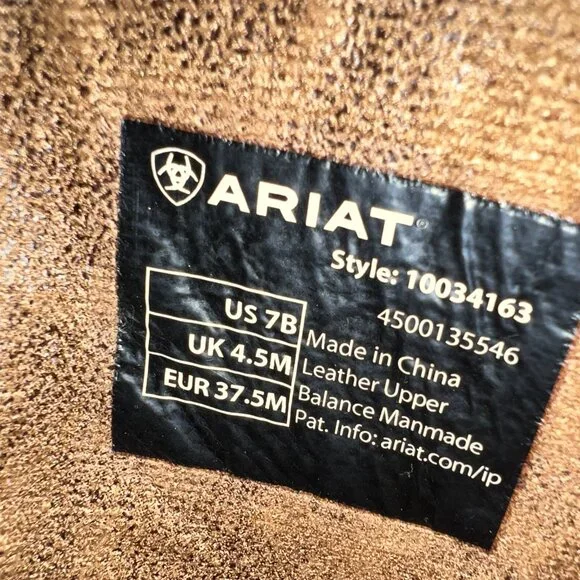 ARIAT®
Style: 10034163
4500135546
US 7B
UK 4.5M
EUR 37.5M
Made in China
Leather Upper
Balance Manmade
Pat. Info: ariat.com/ip